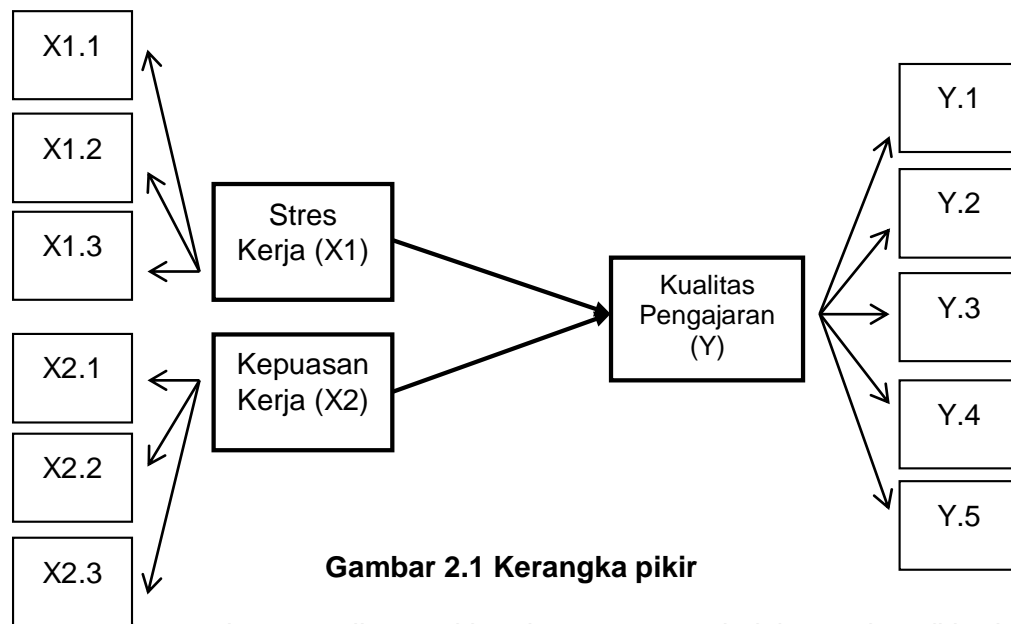 X1.1
X1.2
X1.3
X2.1
X2.2
X2.3
Stres
Kerja (X1)
Kepuasan
Kerja (X2)
Kualitas
Pengajaran
(Y)
Y.1
Y.2
Y.3
Y.4
Y.5
Gambar 2.1 Kerangka pikir